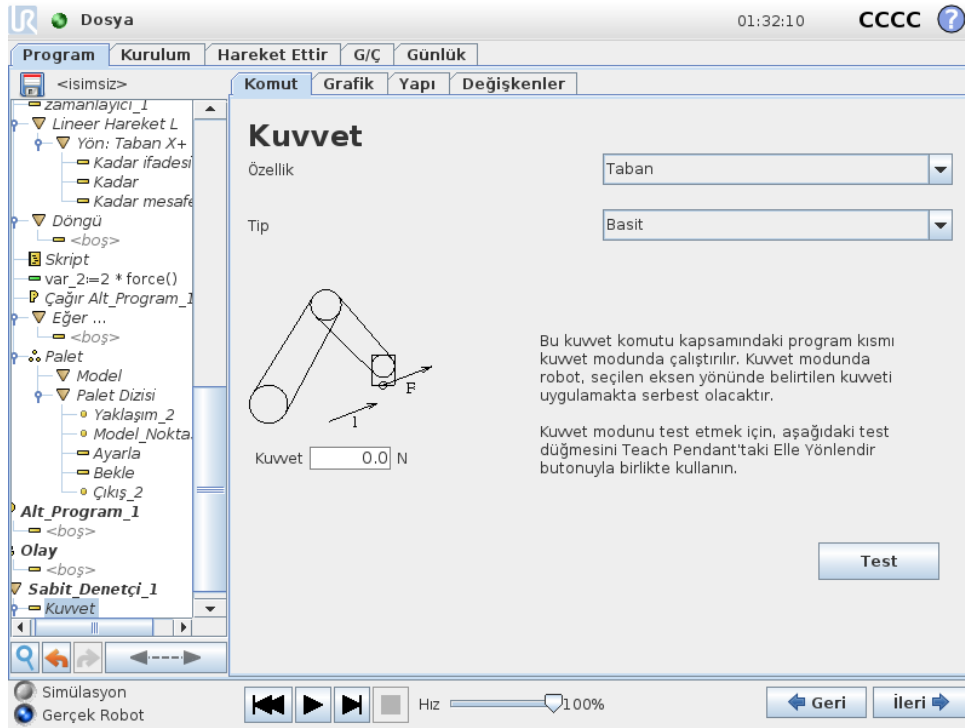 UR Dosya 01:32:10 CCCC ?
Program Kurulum Hareket Ettir G/Ç Günlük
<isimsiz>
Komut Grafik Yapı Değişkenler
zamanlayıcı_1
Lineer Hareket L
Yön: Taban X+
Kadar ifadesi
Kadar
Kadar mesafe
Döngü
<boş>
Skript
var_2:=2 * force()
Çağır Alt_Program_1
Eğer ...
<boş>
Palet
Model
Palet Dizisi
Yaklaşım_2
Model_Nokta
Ayarla
Bekle
Çıkış_2
Alt_Program_1
<boş>
Olay
<boş>
Sabit_Denetçi_1
Kuvvet
Kuvvet
Özellik Taban
Tip Basit
F
1
Kuvvet 0.0 N
Bu kuvvet komutu kapsamındaki program kısmı
kuvvet modunda çalıştırılır. Kuvvet modunda
robot, seçilen eksen yönünde belirtilen kuvveti
uygulamakta serbest olacaktır.
Kuvvet modunu test etmek için, aşağıdaki test
düğmesini Teach Pendant'taki Elle Yönlendir
butonuyla birlikte kullanın.
Test
Simülasyon
Gerçek Robot
Hız 100%
Geri İleri